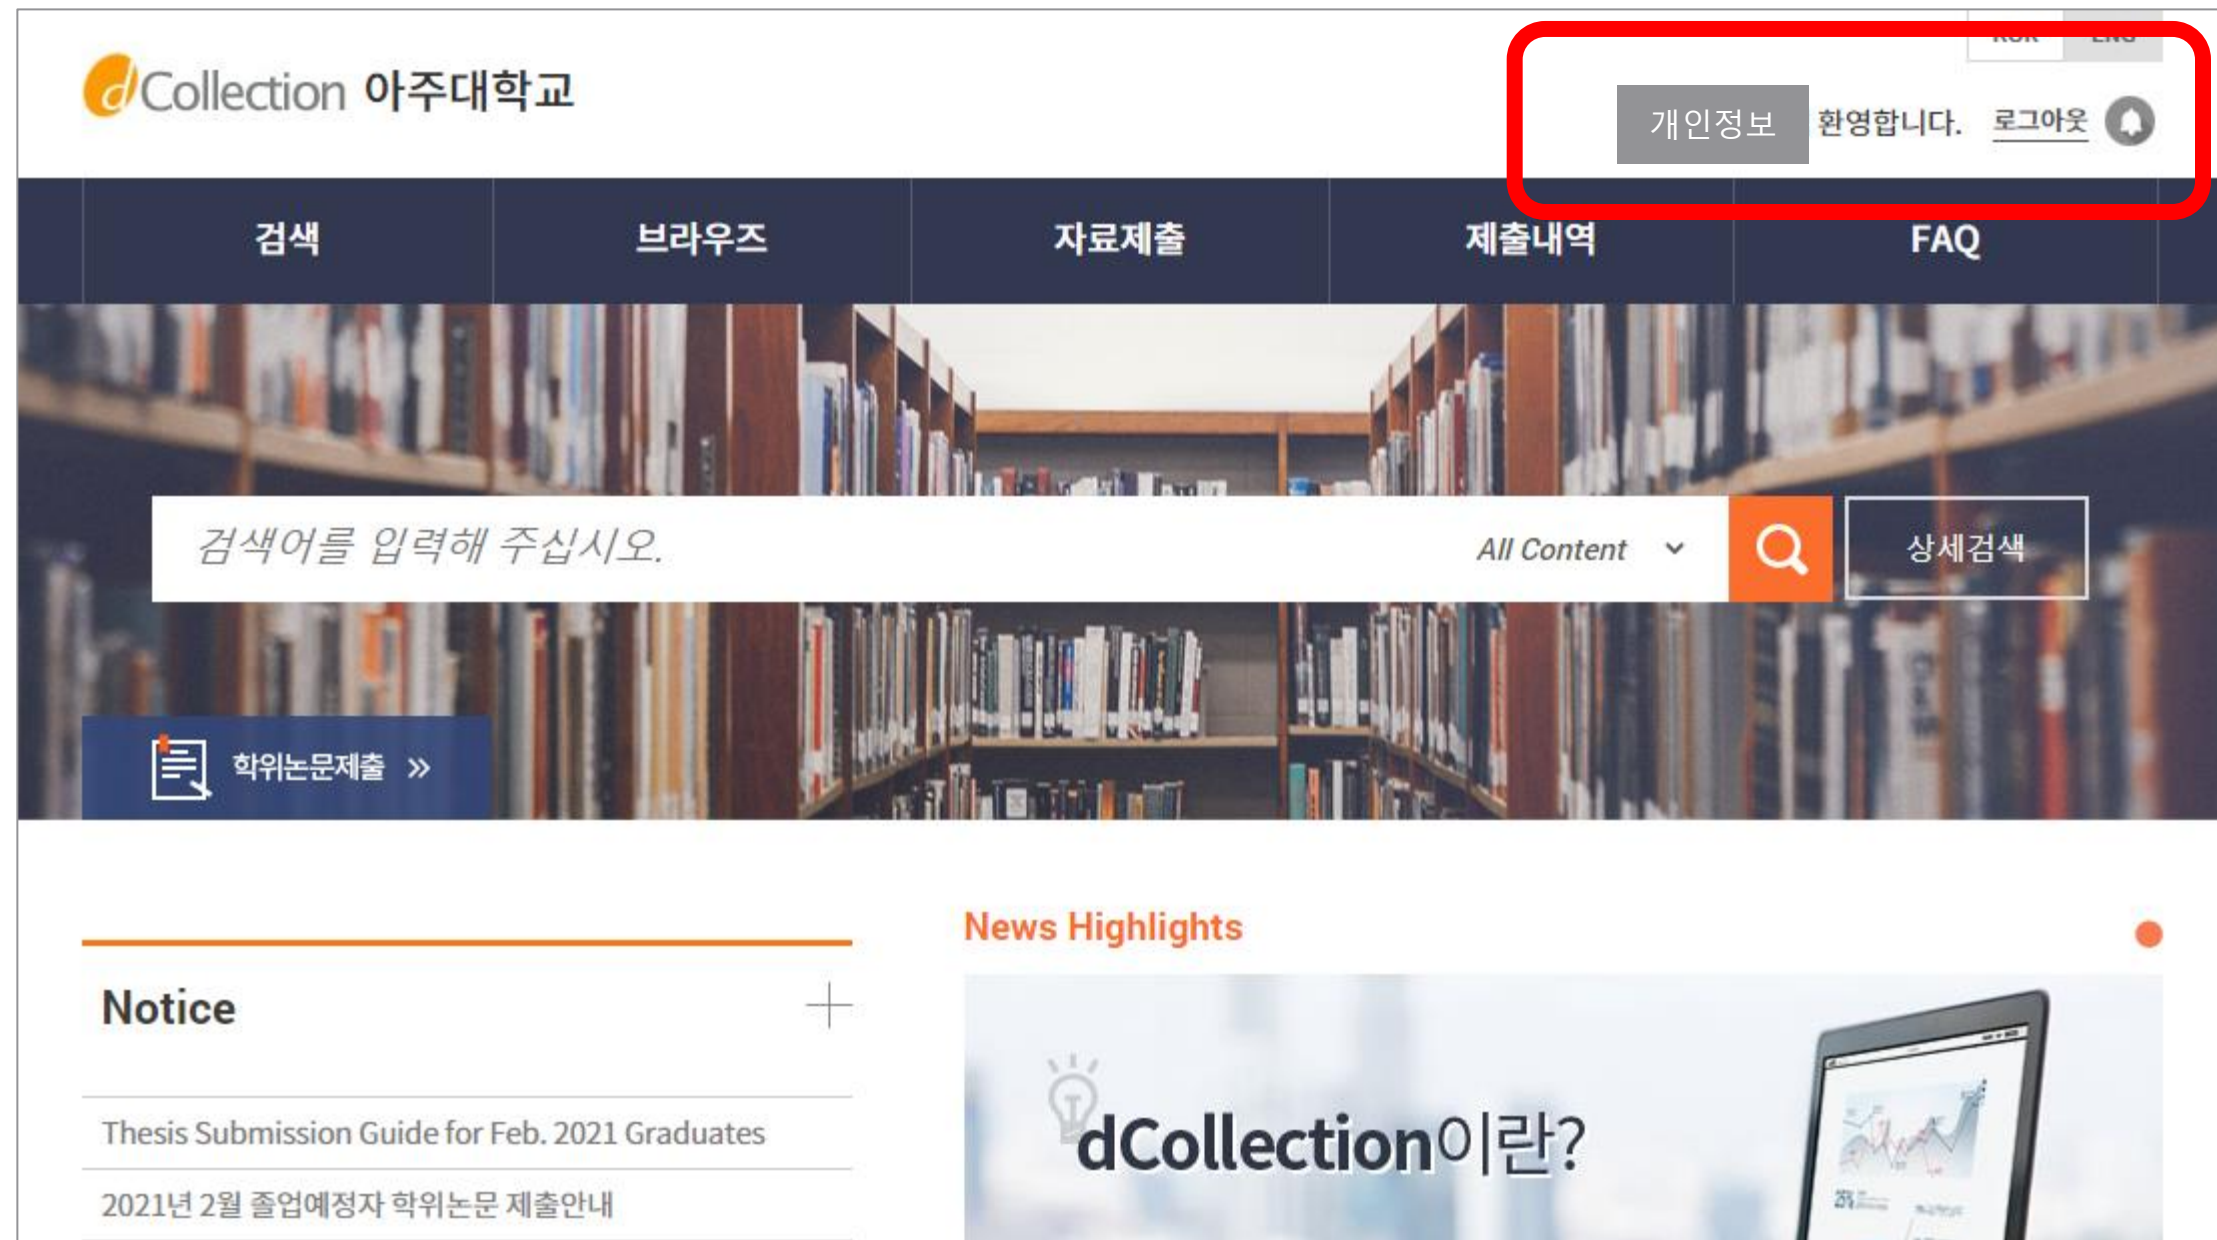 KOR ENG
dCollection 아주대학교
개인정보 환영합니다. 로그아웃
검색 브라우즈 자료제출 제출내역 FAQ
검색어를 입력해 주십시오. All Content 상세검색
학위논문제출 »
News Highlights
Notice
dCollection이란?
Thesis Submission Guide for Feb. 2021 Graduates
2021년 2월 졸업예정자 학위논문 제출안내
25%